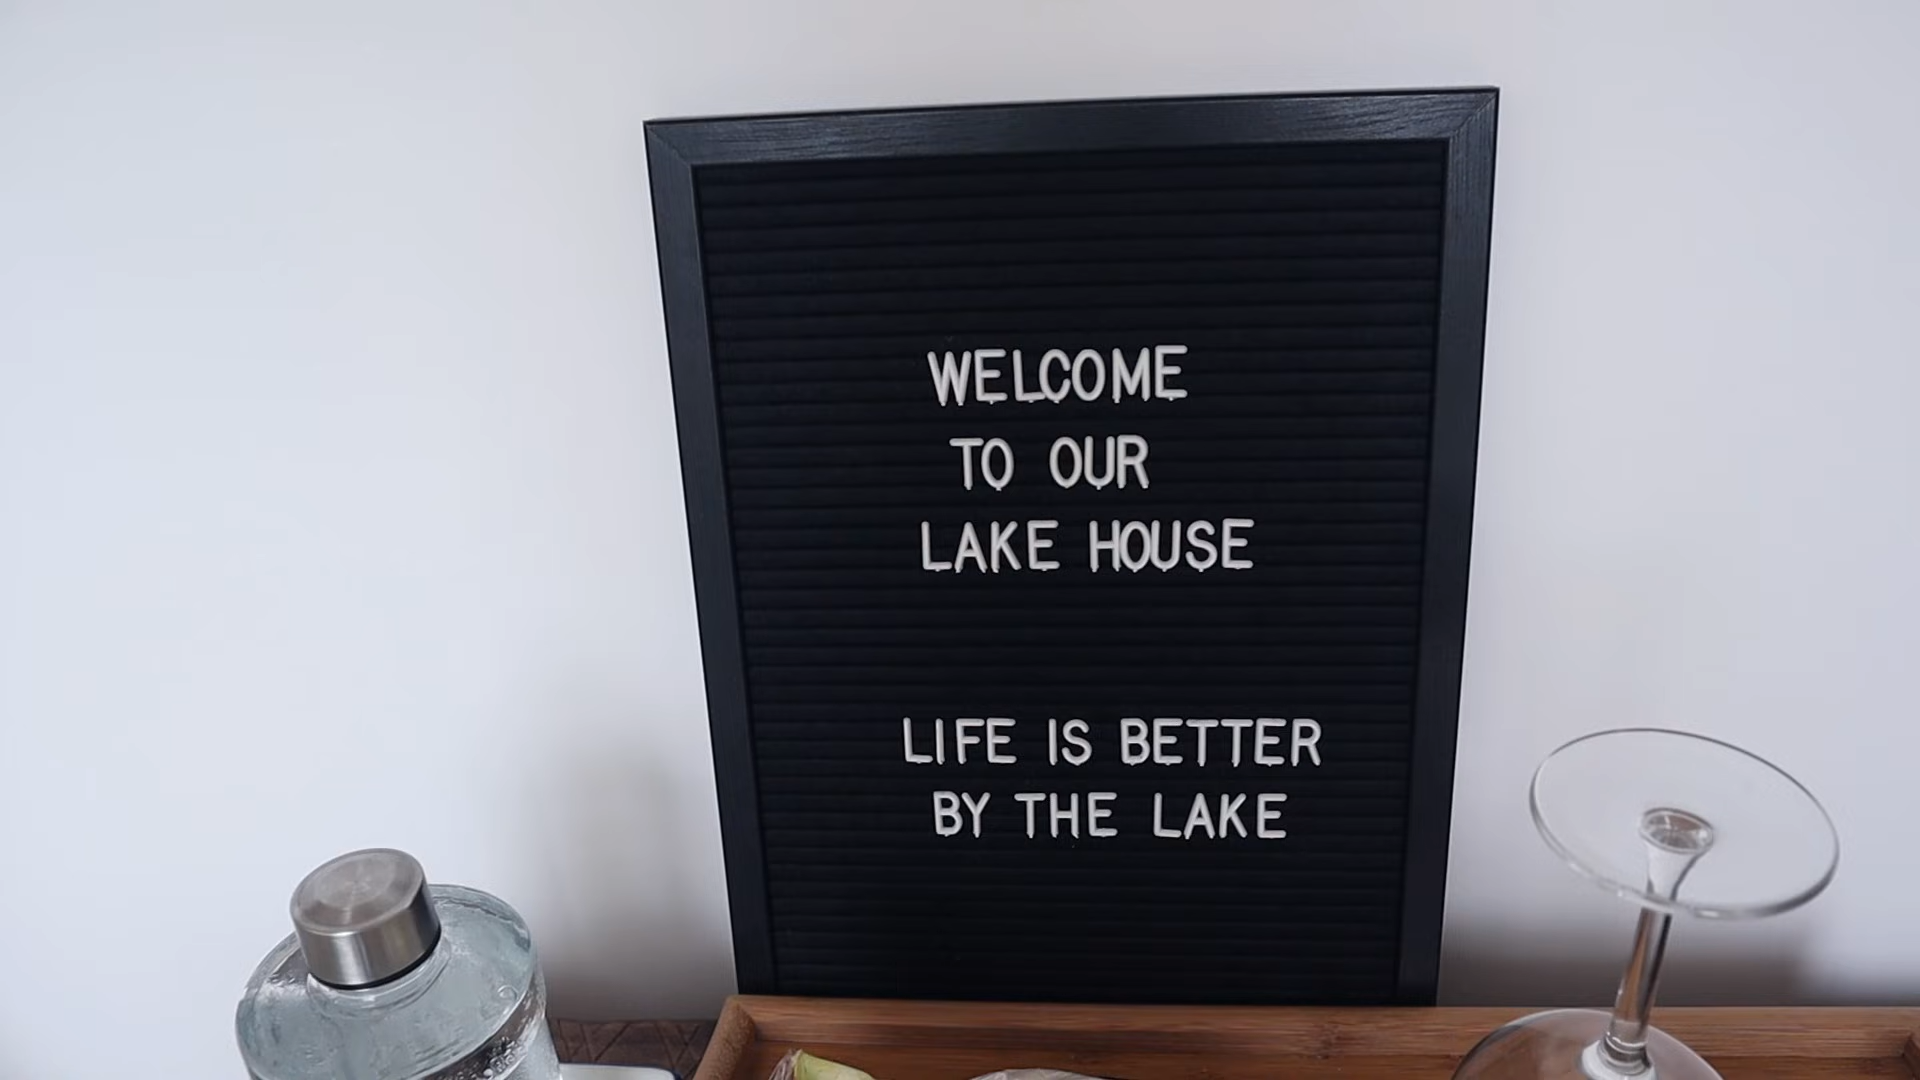 WELCOME
TO OUR
LAKE HOUSE
LIFE IS BETTER
BY THE LAKE